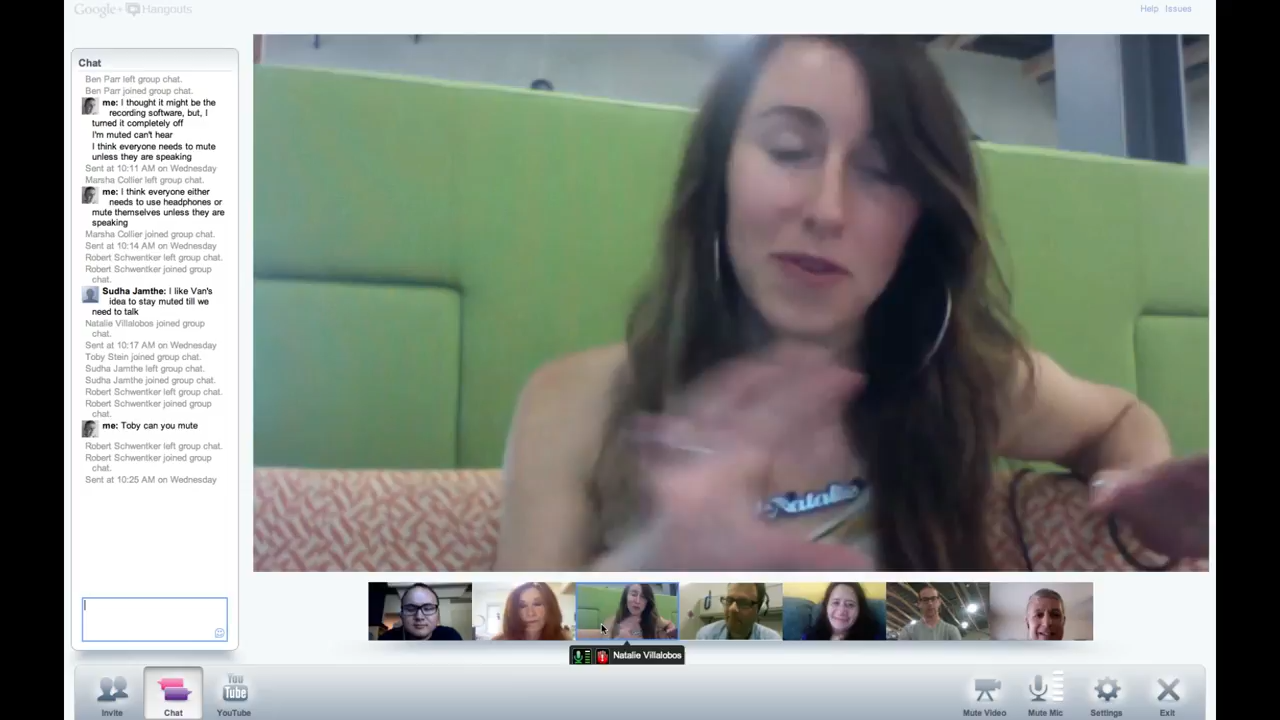 Google+ Hangouts
Help Issues
Chat
Ben Parr left group chat.
Ben Parr joined group chat.
me: I thought it might be the
recording software, but, I
turned it completely off
I'm muted can't hear
I think everyone needs to mute
unless they are speaking
Sent at 10:11 AM on Wednesday
Marsha Collier left group chat.
me: I think everyone either
needs to use headphones or
mute themselves unless they are
speaking
Marsha Collier joined group chat.
Sent at 10:14 AM on Wednesday
Robert Schwentker left group chat.
Robert Schwentker joined group
chat.
Sudha Jamthe: I like Van's
idea to stay muted till we
need to talk
Natalie Villalobos joined group
chat.
Sent at 10:17 AM on Wednesday
Toby Stein joined group chat.
Sudha Jamthe left group chat.
Sudha Jamthe joined group chat.
Robert Schwentker left group chat.
Robert Schwentker joined group
chat.
me: Toby can you mute
Robert Schwentker left group chat.
Robert Schwentker joined group
chat.
Sent at 10:25 AM on Wednesday
Natalie
Natalie Villalobos
Invite
Chat
You
Tube
YouTube
Mute Video
Mute Mic
Settings
Exit